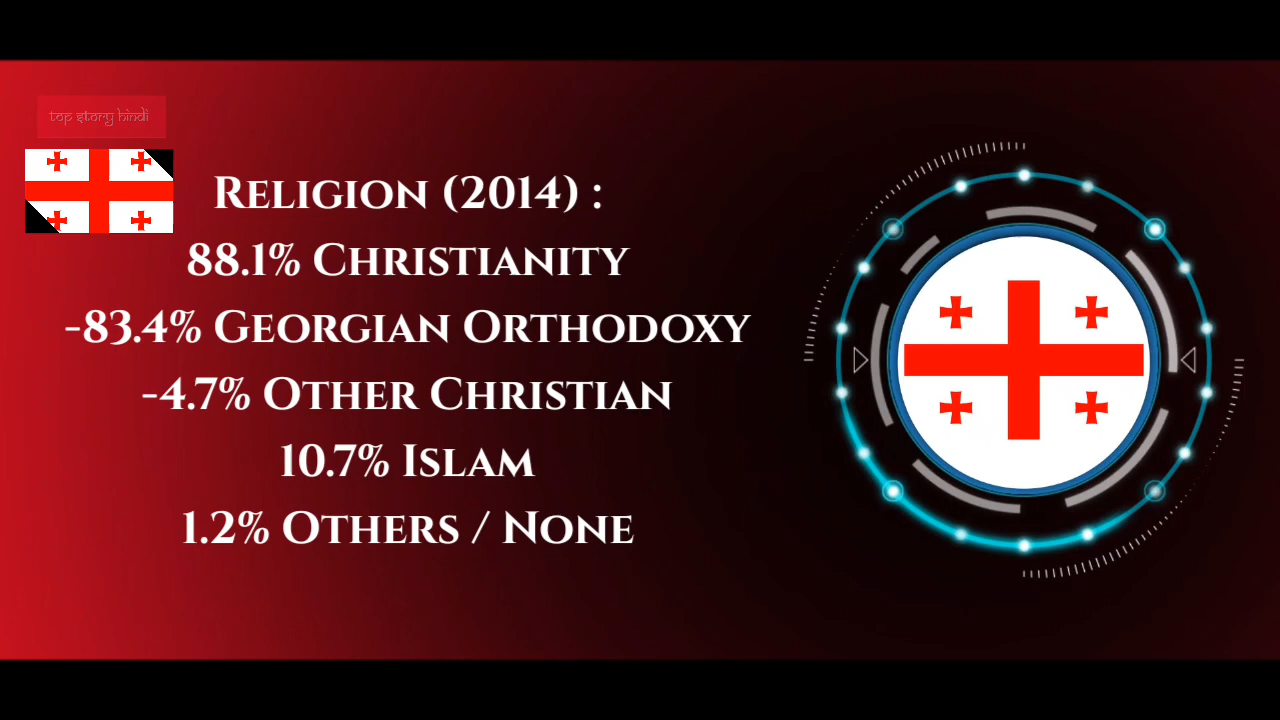 top story hindi
Religion (2014) :
88.1% Christianity
-83.4% Georgian Orthodoxy
-4.7% Other Christian
10.7% Islam
1.2% Others / None